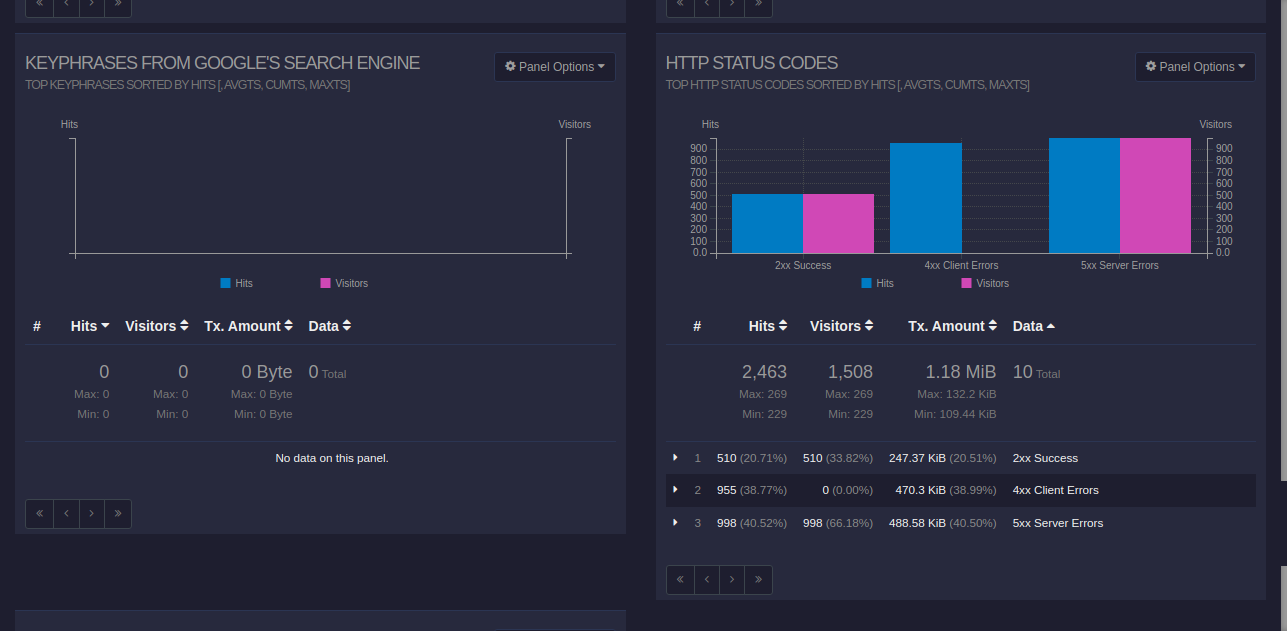 KEYPHRASES FROM GOOGLE'S SEARCH ENGINE
Panel Options
TOP KEYPHRASES SORTED BY HITS [, AVGTS, CUMTS, MAXTS]
Hits Visitors
Hits Visitors
# Hits Visitors Tx. Amount Data
0 0 0 Byte 0 Total
Max: 0 Max: 0 Max: 0 Byte
Min: 0 Min: 0 Min: 0 Byte
No data on this panel.
« ‹ › »
HTTP STATUS CODES
Panel Options
TOP HTTP STATUS CODES SORTED BY HITS [, AVGTS, CUMTS, MAXTS]
Hits Visitors
900 900
800 800
700 700
600 600
500 500
400 400
300 300
200 200
100 100
0.0 0.0
2xx Success 4xx Client Errors 5xx Server Errors
Hits Visitors
# Hits Visitors Tx. Amount Data
2,463 1,508 1.18 MiB 10 Total
Max: 269 Max: 269 Max: 132.2 KiB
Min: 229 Min: 229 Min: 109.44 KiB
1 510 (20.71%) 510 (33.82%) 247.37 KiB (20.51%) 2xx Success
2 955 (38.77%) 0 (0.00%) 470.3 KiB (38.99%) 4xx Client Errors
3 998 (40.52%) 998 (66.18%) 488.58 KiB (40.50%) 5xx Server Errors
« ‹ › »